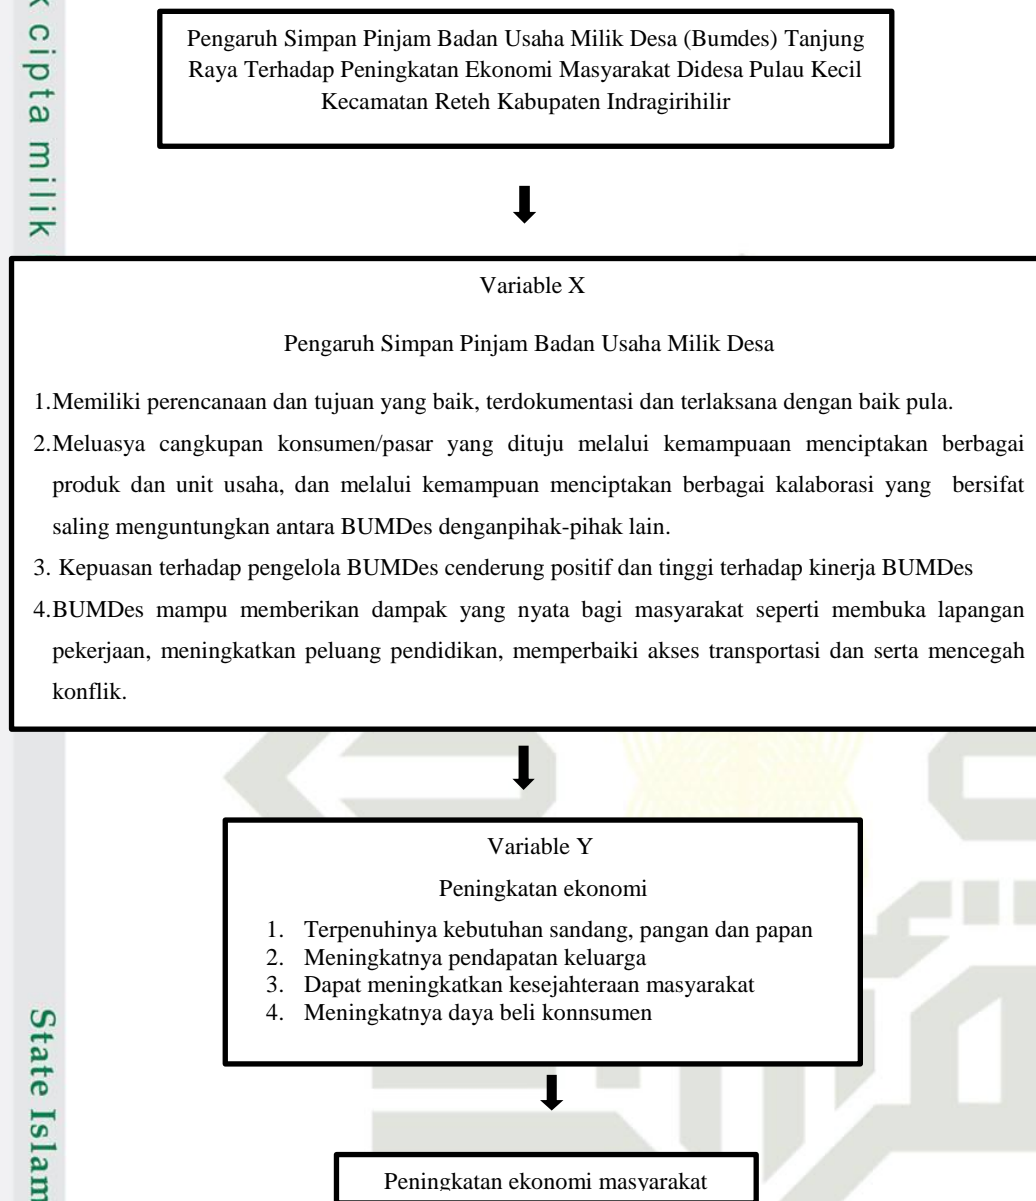 k cipta milik
Pengaruh Simpan Pinjam Badan Usaha Milik Desa (Bumdes) Tanjung
Raya Terhadap Peningkatan Ekonomi Masyarakat Didesa Pulau Kecil
Kecamatan Reteh Kabupaten Indragirihilir
Variable X
Pengaruh Simpan Pinjam Badan Usaha Milik Desa
1.Memiliki perencanaan dan tujuan yang baik, terdokumentasi dan terlaksana dengan baik pula.
2.Meluasya cangkupan konsumen/pasar yang dituju melalui kemampuaan menciptakan berbagai
produk dan unit usaha, dan melalui kemampuan menciptakan berbagai kalaborasi yang bersifat
saling menguntungkan antara BUMDes denganpihak-pihak lain.
3. Kepuasan terhadap pengelola BUMDes cenderung positif dan tinggi terhadap kinerja BUMDes
4.BUMDes mampu memberikan dampak yang nyata bagi masyarakat seperti membuka lapangan
pekerjaan, meningkatkan peluang pendidikan, memperbaiki akses transportasi dan serta mencegah
konflik.
Variable Y
Peningkatan ekonomi
1. Terpenuhinya kebutuhan sandang, pangan dan papan
2. Meningkatnya pendapatan keluarga
3. Dapat meningkatkan kesejahteraan masyarakat
4. Meningkatnya daya beli konnsumen
State Islam
Peningkatan ekonomi masyarakat